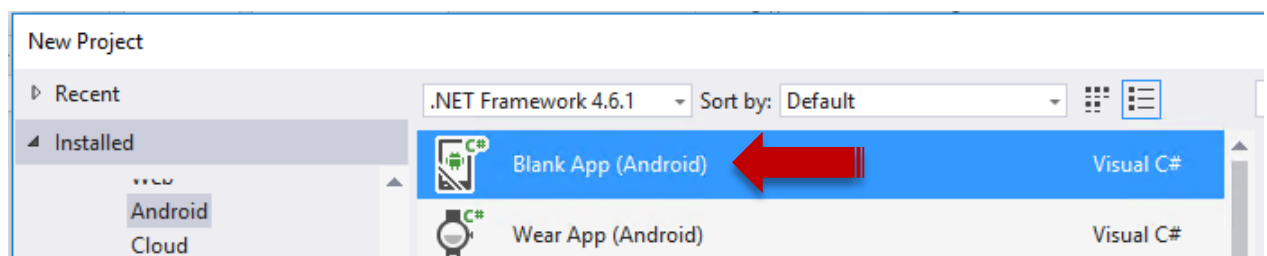 New Project
Recent
.NET Framework 4.6.1 Sort by: Default
Installed
C# Blank App (Android) Visual C#
Android
C# Wear App (Android) Visual C#
Cloud